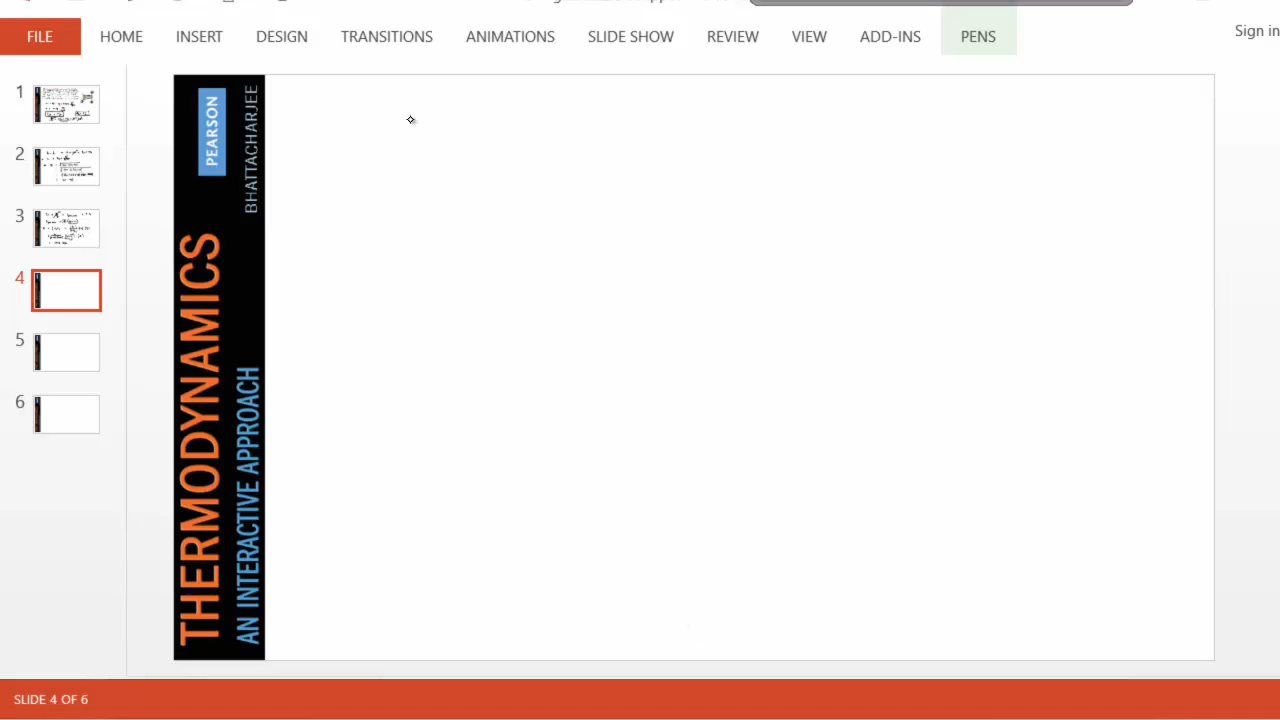 FILE HOME INSERT DESIGN TRANSITIONS ANIMATIONS SLIDE SHOW REVIEW VIEW ADD-INS PENS Sign in
1
2
3
4
5
6
THERMODYNAMICS
AN INTERACTIVE APPROACH
PEARSON
BHATTACHARJEE
SLIDE 4 OF 6